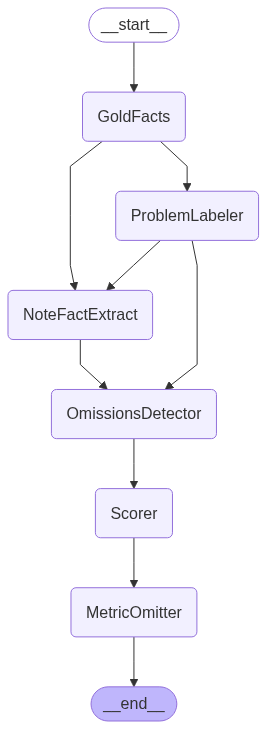 __start__
GoldFacts
ProblemLabeler
NoteFactExtract
OmissionsDetector
Scorer
MetricOmitter
__end__